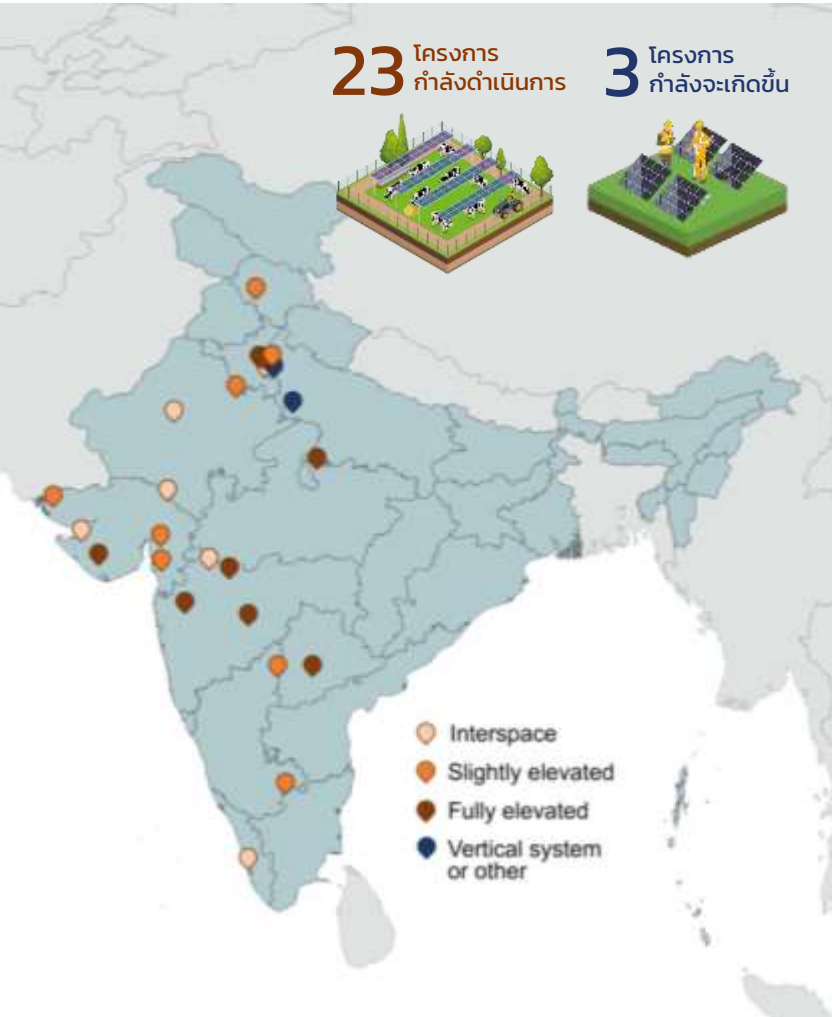 23 โครงการ
กำลังดำเนินการ
3 โครงการ
กำลังจะเกิดขึ้น
Interspace
Slightly elevated
Fully elevated
Vertical system
or other